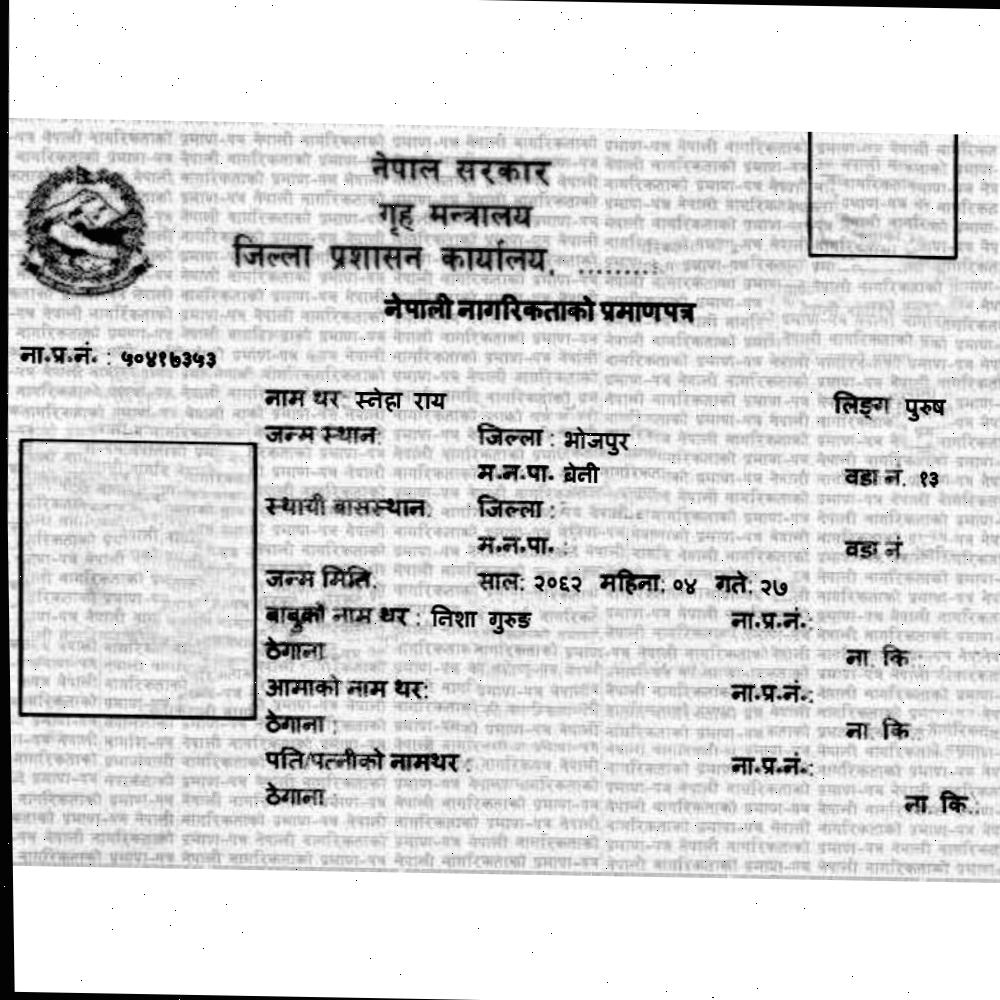 नेपाल सरकार
गृह मन्त्रालय
जिल्ला प्रशासन कार्यालय, .........
नेपाली नागरिकताको प्रमाणपत्र
ना.प्र.नं. : ५०४१७३५३
नाम थर: स्नेहा राय लिङ्ग पुरुष
जन्म स्थान: जिल्ला : भोजपुर
म.न.पा. ब्रेती वडा नं. १३
स्थायी बासस्थान: जिल्ला :
म.न.पा. : वडा नं
जन्म मिति: साल: २०६२ महिना: ०४ गते: २७
बाबुको नाम थर : निशा गुरुङ ना.प्र.नं.:
ठेगाना ना. कि.:
आमाको नाम थर: ना.प्र.नं.:
ठेगाना : ना. कि.
पति/पत्नीको नामथर : ना.प्र.नं.:
ठेगाना ना. कि.: